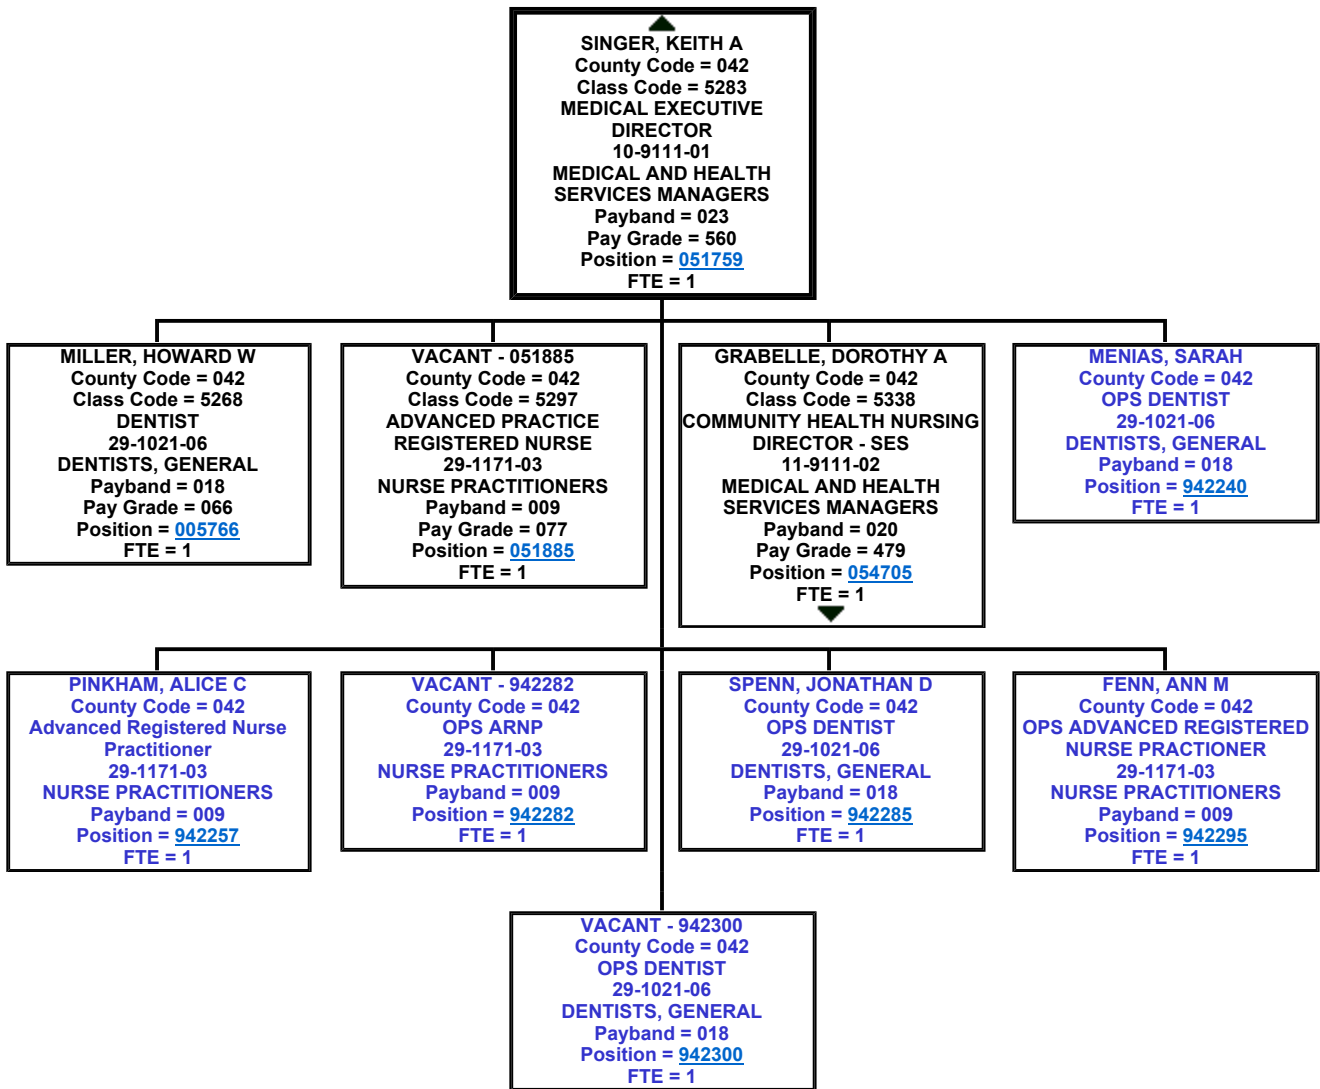 SINGER, KEITH A
County Code = 042
Class Code = 5283
MEDICAL EXECUTIVE
DIRECTOR
10-9111-01
MEDICAL AND HEALTH
SERVICES MANAGERS
Payband = 023
Pay Grade = 560
Position = 051759
FTE = 1
MILLER, HOWARD W
County Code = 042
Class Code = 5268
DENTIST
29-1021-06
DENTISTS, GENERAL
Payband = 018
Pay Grade = 066
Position = 005766
FTE = 1
VACANT - 051885
County Code = 042
Class Code = 5297
ADVANCED PRACTICE
REGISTERED NURSE
29-1171-03
NURSE PRACTITIONERS
Payband = 009
Pay Grade = 077
Position = 051885
FTE = 1
GRABELLE, DOROTHY A
County Code = 042
Class Code = 5338
COMMUNITY HEALTH NURSING
DIRECTOR - SES
11-9111-02
MEDICAL AND HEALTH
SERVICES MANAGERS
Payband = 020
Pay Grade = 479
Position = 054705
FTE = 1
MENIAS, SARAH
County Code = 042
OPS DENTIST
29-1021-06
DENTISTS, GENERAL
Payband = 018
Position = 942240
FTE = 1
PINKHAM, ALICE C
County Code = 042
Advanced Registered Nurse
Practitioner
29-1171-03
NURSE PRACTITIONERS
Payband = 009
Position = 942257
FTE = 1
VACANT - 942282
County Code = 042
OPS ARNP
29-1171-03
NURSE PRACTITIONERS
Payband = 009
Position = 942282
FTE = 1
SPENN, JONATHAN D
County Code = 042
OPS DENTIST
29-1021-06
DENTISTS, GENERAL
Payband = 018
Position = 942285
FTE = 1
FENN, ANN M
County Code = 042
OPS ADVANCED REGISTERED
NURSE PRACTIONER
29-1171-03
NURSE PRACTITIONERS
Payband = 009
Position = 942295
FTE = 1
VACANT - 942300
County Code = 042
OPS DENTIST
29-1021-06
DENTISTS, GENERAL
Payband = 018
Position = 942300
FTE = 1